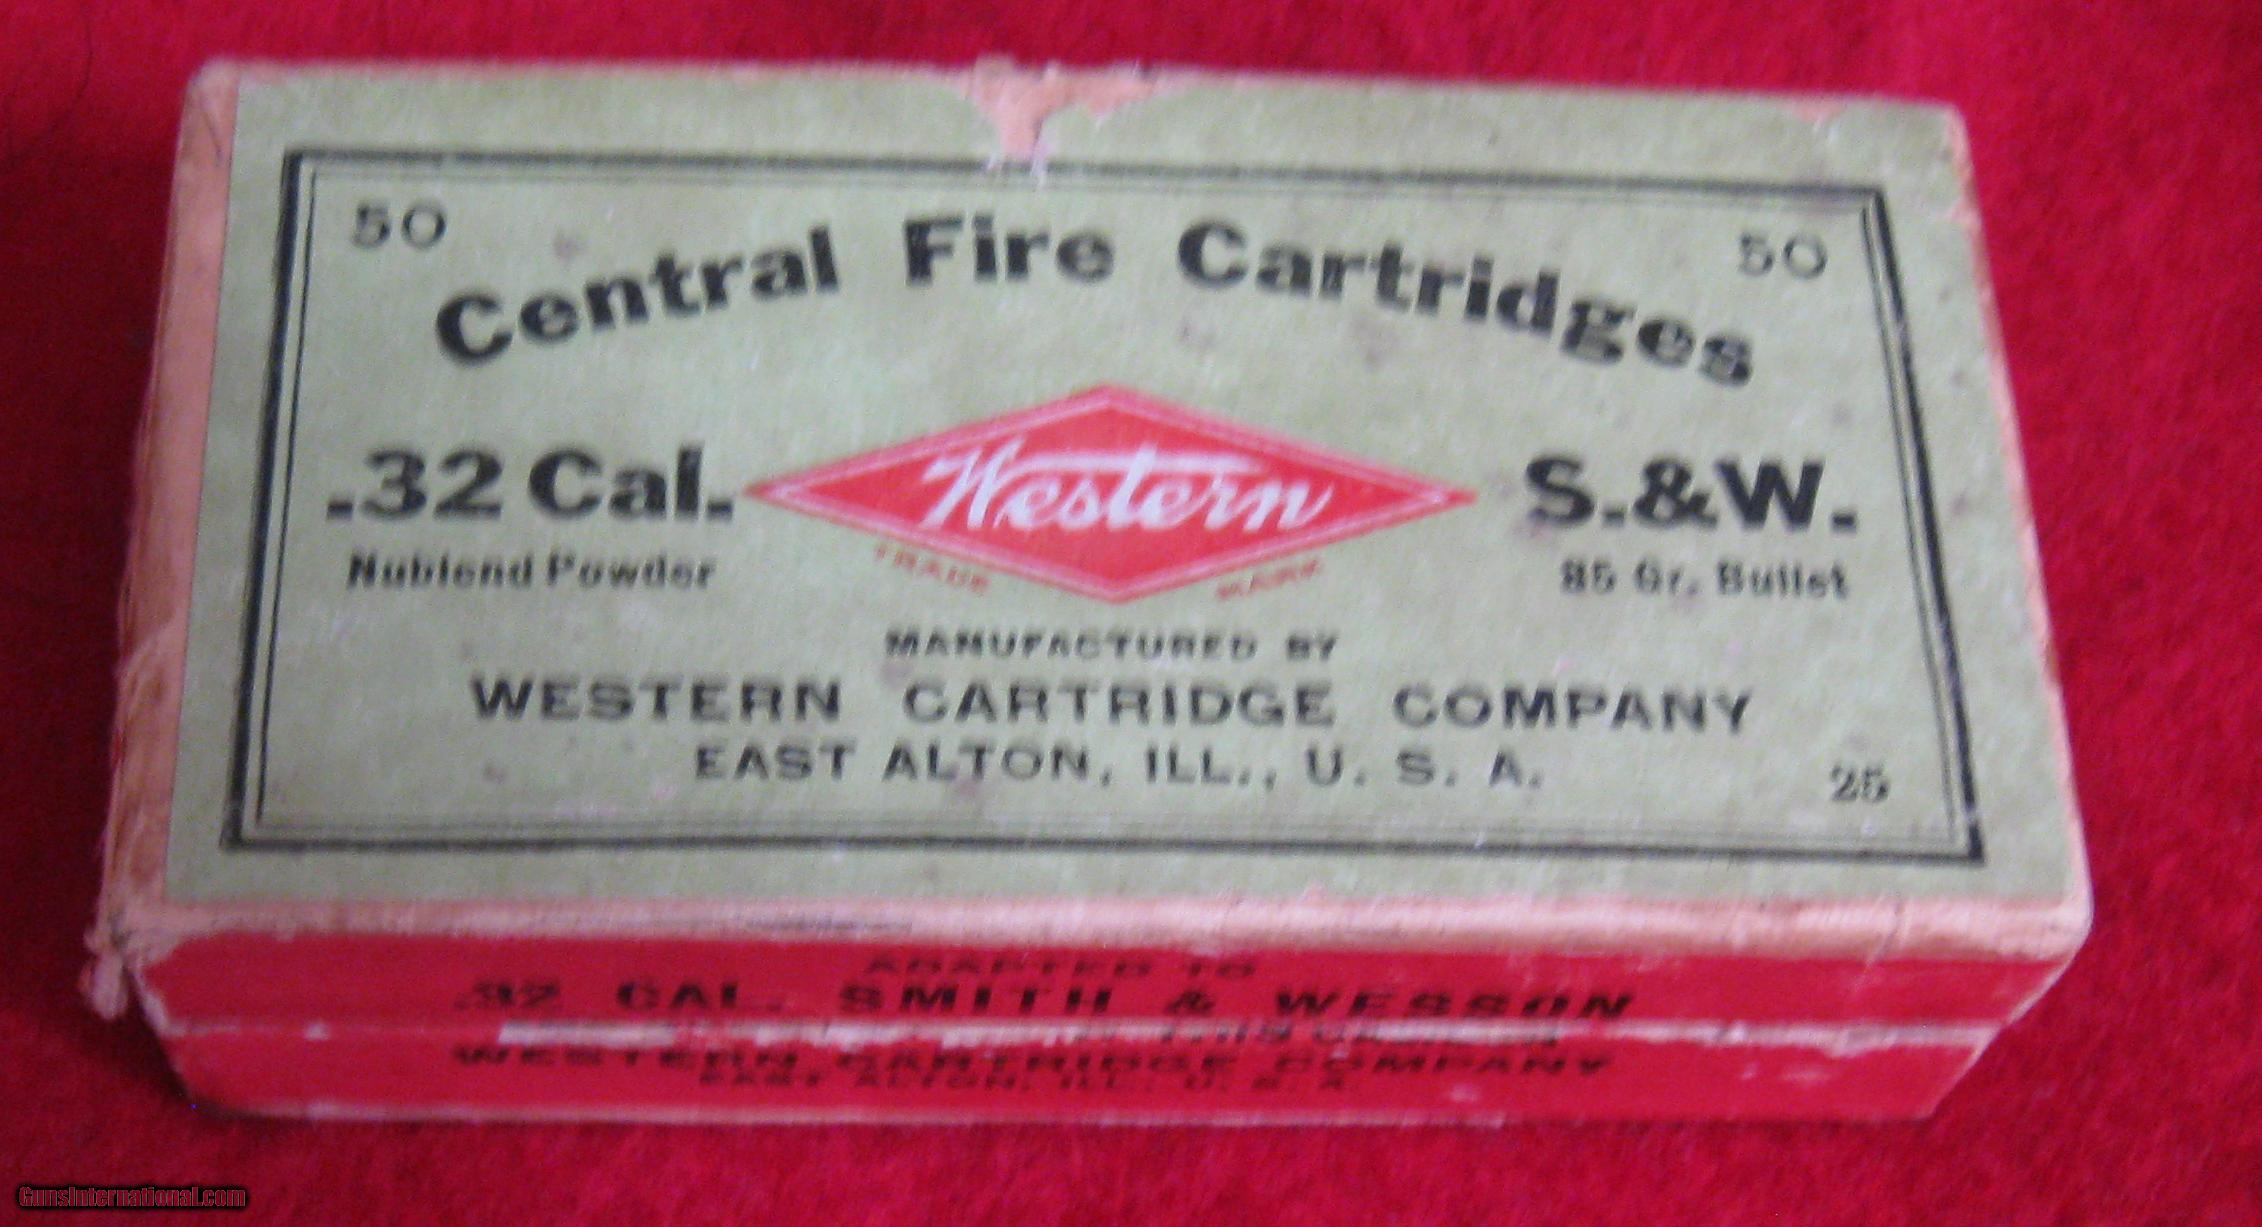 50 50
Central Fire Cartridges
.32 Cal. Western S.&W.
Nublend Powder TRADE MARK 85 Gr. Bullet
MANUFACTURED BY
WESTERN CARTRIDGE COMPANY
EAST ALTON, ILL., U. S. A.
25
ADAPTED TO
.32 CAL. SMITH & WESSON
WESTERN CARTRIDGE COMPANY
EAST ALTON, ILL., U. S. A.
GunsInternational.com